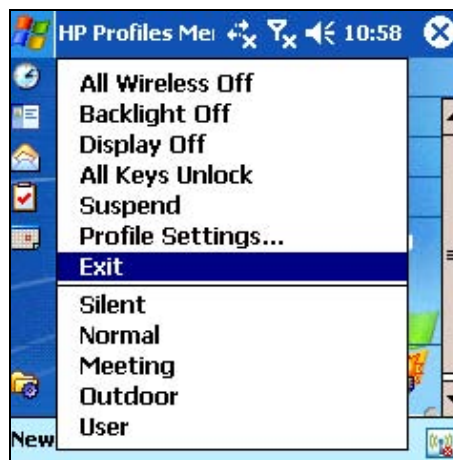 HP Profiles Mei 10:58
All Wireless Off
Backlight Off
Display Off
All Keys Unlock
Suspend
Profile Settings...
Exit
Silent
Normal
Meeting
Outdoor
User
New